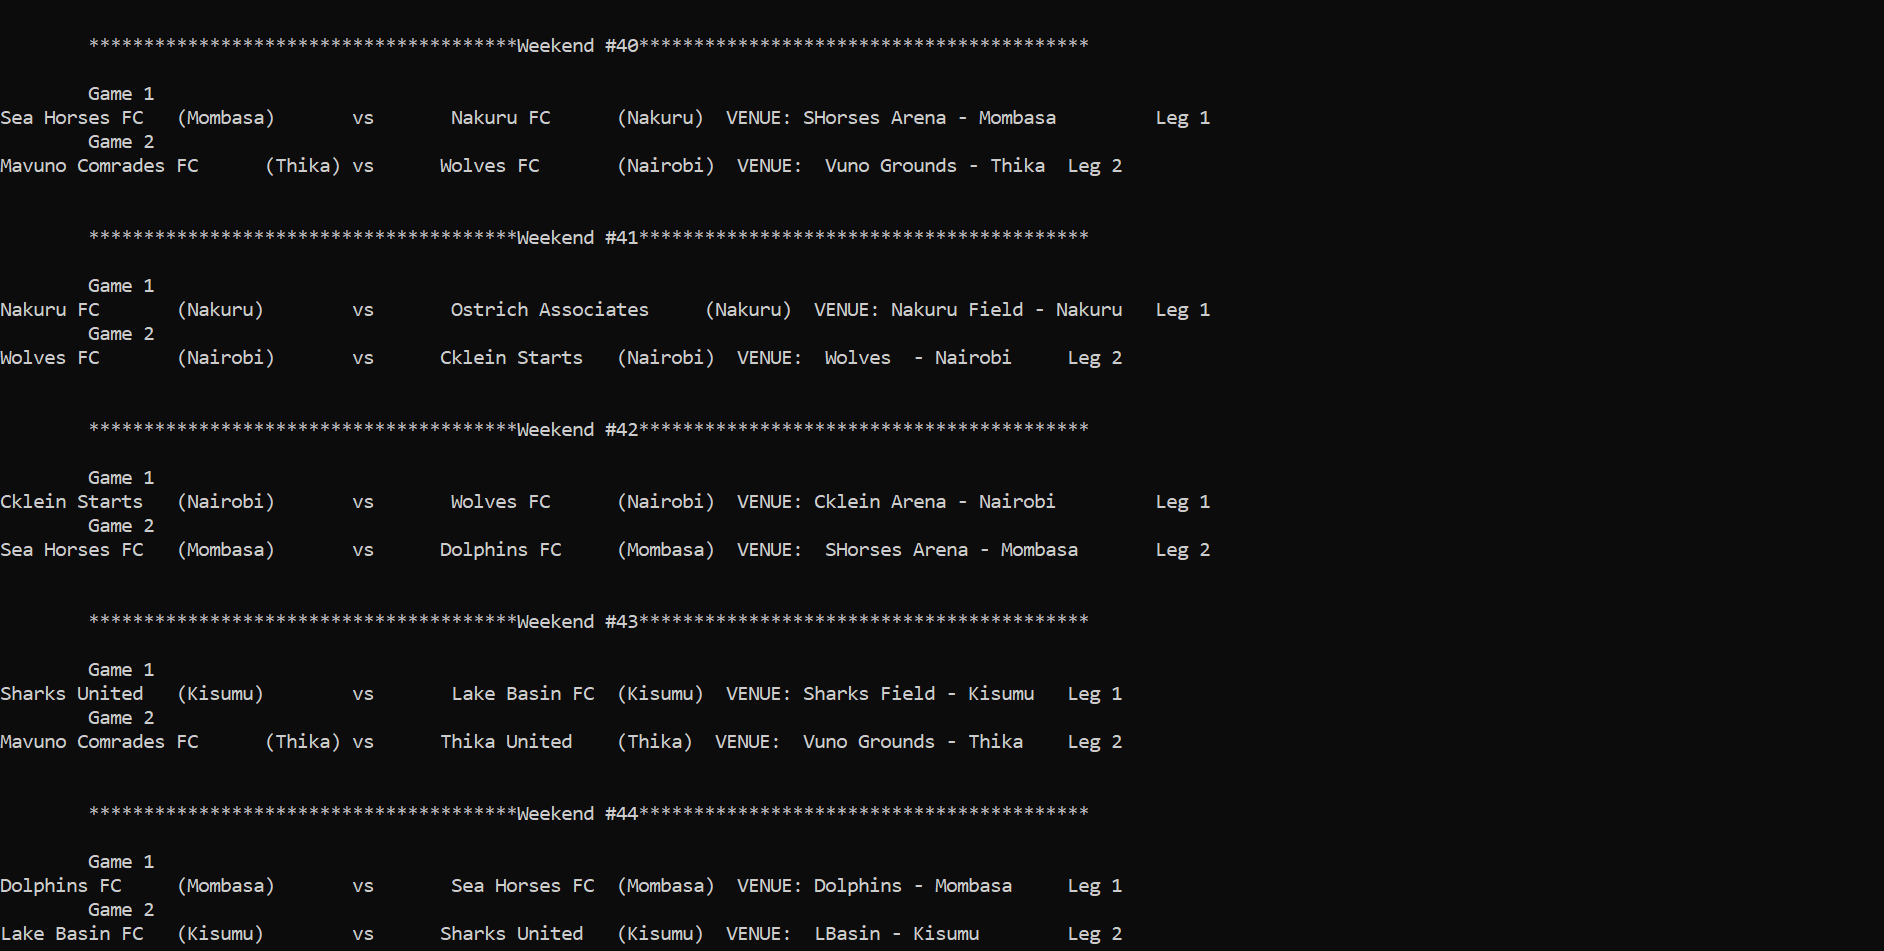 ***************************************Weekend #40*****************************************
Game 1
Sea Horses FC (Mombasa) vs Nakuru FC (Nakuru) VENUE: SHorses Arena - Mombasa Leg 1
Game 2
Mavuno Comrades FC (Thika) vs Wolves FC (Nairobi) VENUE: Vuno Grounds - Thika Leg 2
***************************************Weekend #41*****************************************
Game 1
Nakuru FC (Nakuru) vs Ostrich Associates (Nakuru) VENUE: Nakuru Field - Nakuru Leg 1
Game 2
Wolves FC (Nairobi) vs Cklein Starts (Nairobi) VENUE: Wolves - Nairobi Leg 2
***************************************Weekend #42*****************************************
Game 1
Cklein Starts (Nairobi) vs Wolves FC (Nairobi) VENUE: Cklein Arena - Nairobi Leg 1
Game 2
Sea Horses FC (Mombasa) vs Dolphins FC (Mombasa) VENUE: SHorses Arena - Mombasa Leg 2
***************************************Weekend #43*****************************************
Game 1
Sharks United (Kisumu) vs Lake Basin FC (Kisumu) VENUE: Sharks Field - Kisumu Leg 1
Game 2
Mavuno Comrades FC (Thika) vs Thika United (Thika) VENUE: Vuno Grounds - Thika Leg 2
***************************************Weekend #44*****************************************
Game 1
Dolphins FC (Mombasa) vs Sea Horses FC (Mombasa) VENUE: Dolphins - Mombasa Leg 1
Game 2
Lake Basin FC (Kisumu) vs Sharks United (Kisumu) VENUE: LBasin - Kisumu Leg 2